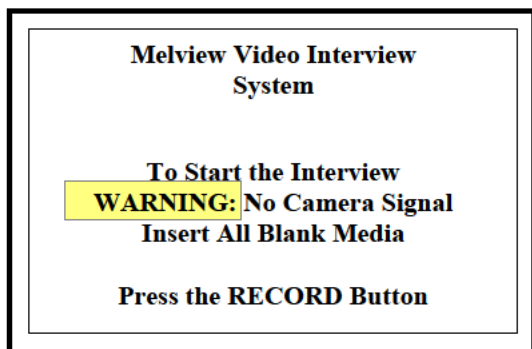 Melview Video Interview
System
To Start the Interview
WARNING: No Camera Signal
Insert All Blank Media
Press the RECORD Button